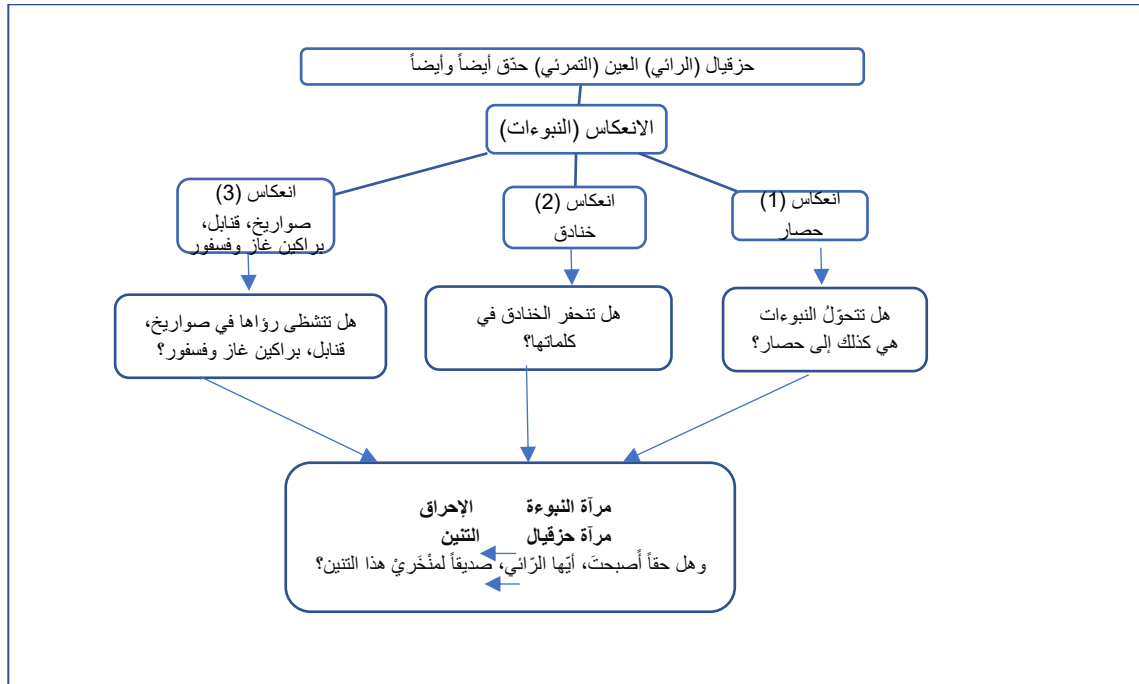 حزقيال (الرائي) العين (التمرئي) حدّق أيضاً وأيضاً
الانعكاس (النبوءات)
انعكاس (1)
حصار
انعكاس (2)
خنادق
انعكاس (3)
صواريخ، قنابل،
براكين غاز وفسفور
هل تتحوّلُ النبوءات
هي كذلك إلى حصار؟
هل تنحفر الخنادق في
كلماتها؟
هل تتشظى رؤاها في صواريخ،
قنابل، براكين غاز وفسفور؟
مرآة النبوءة الإحراق
مرآة حزقيال التنين
وهل حقاً أَصبحتَ، أيّها الرّائي، صديقاً لمنْخَريْ هذا التنين؟